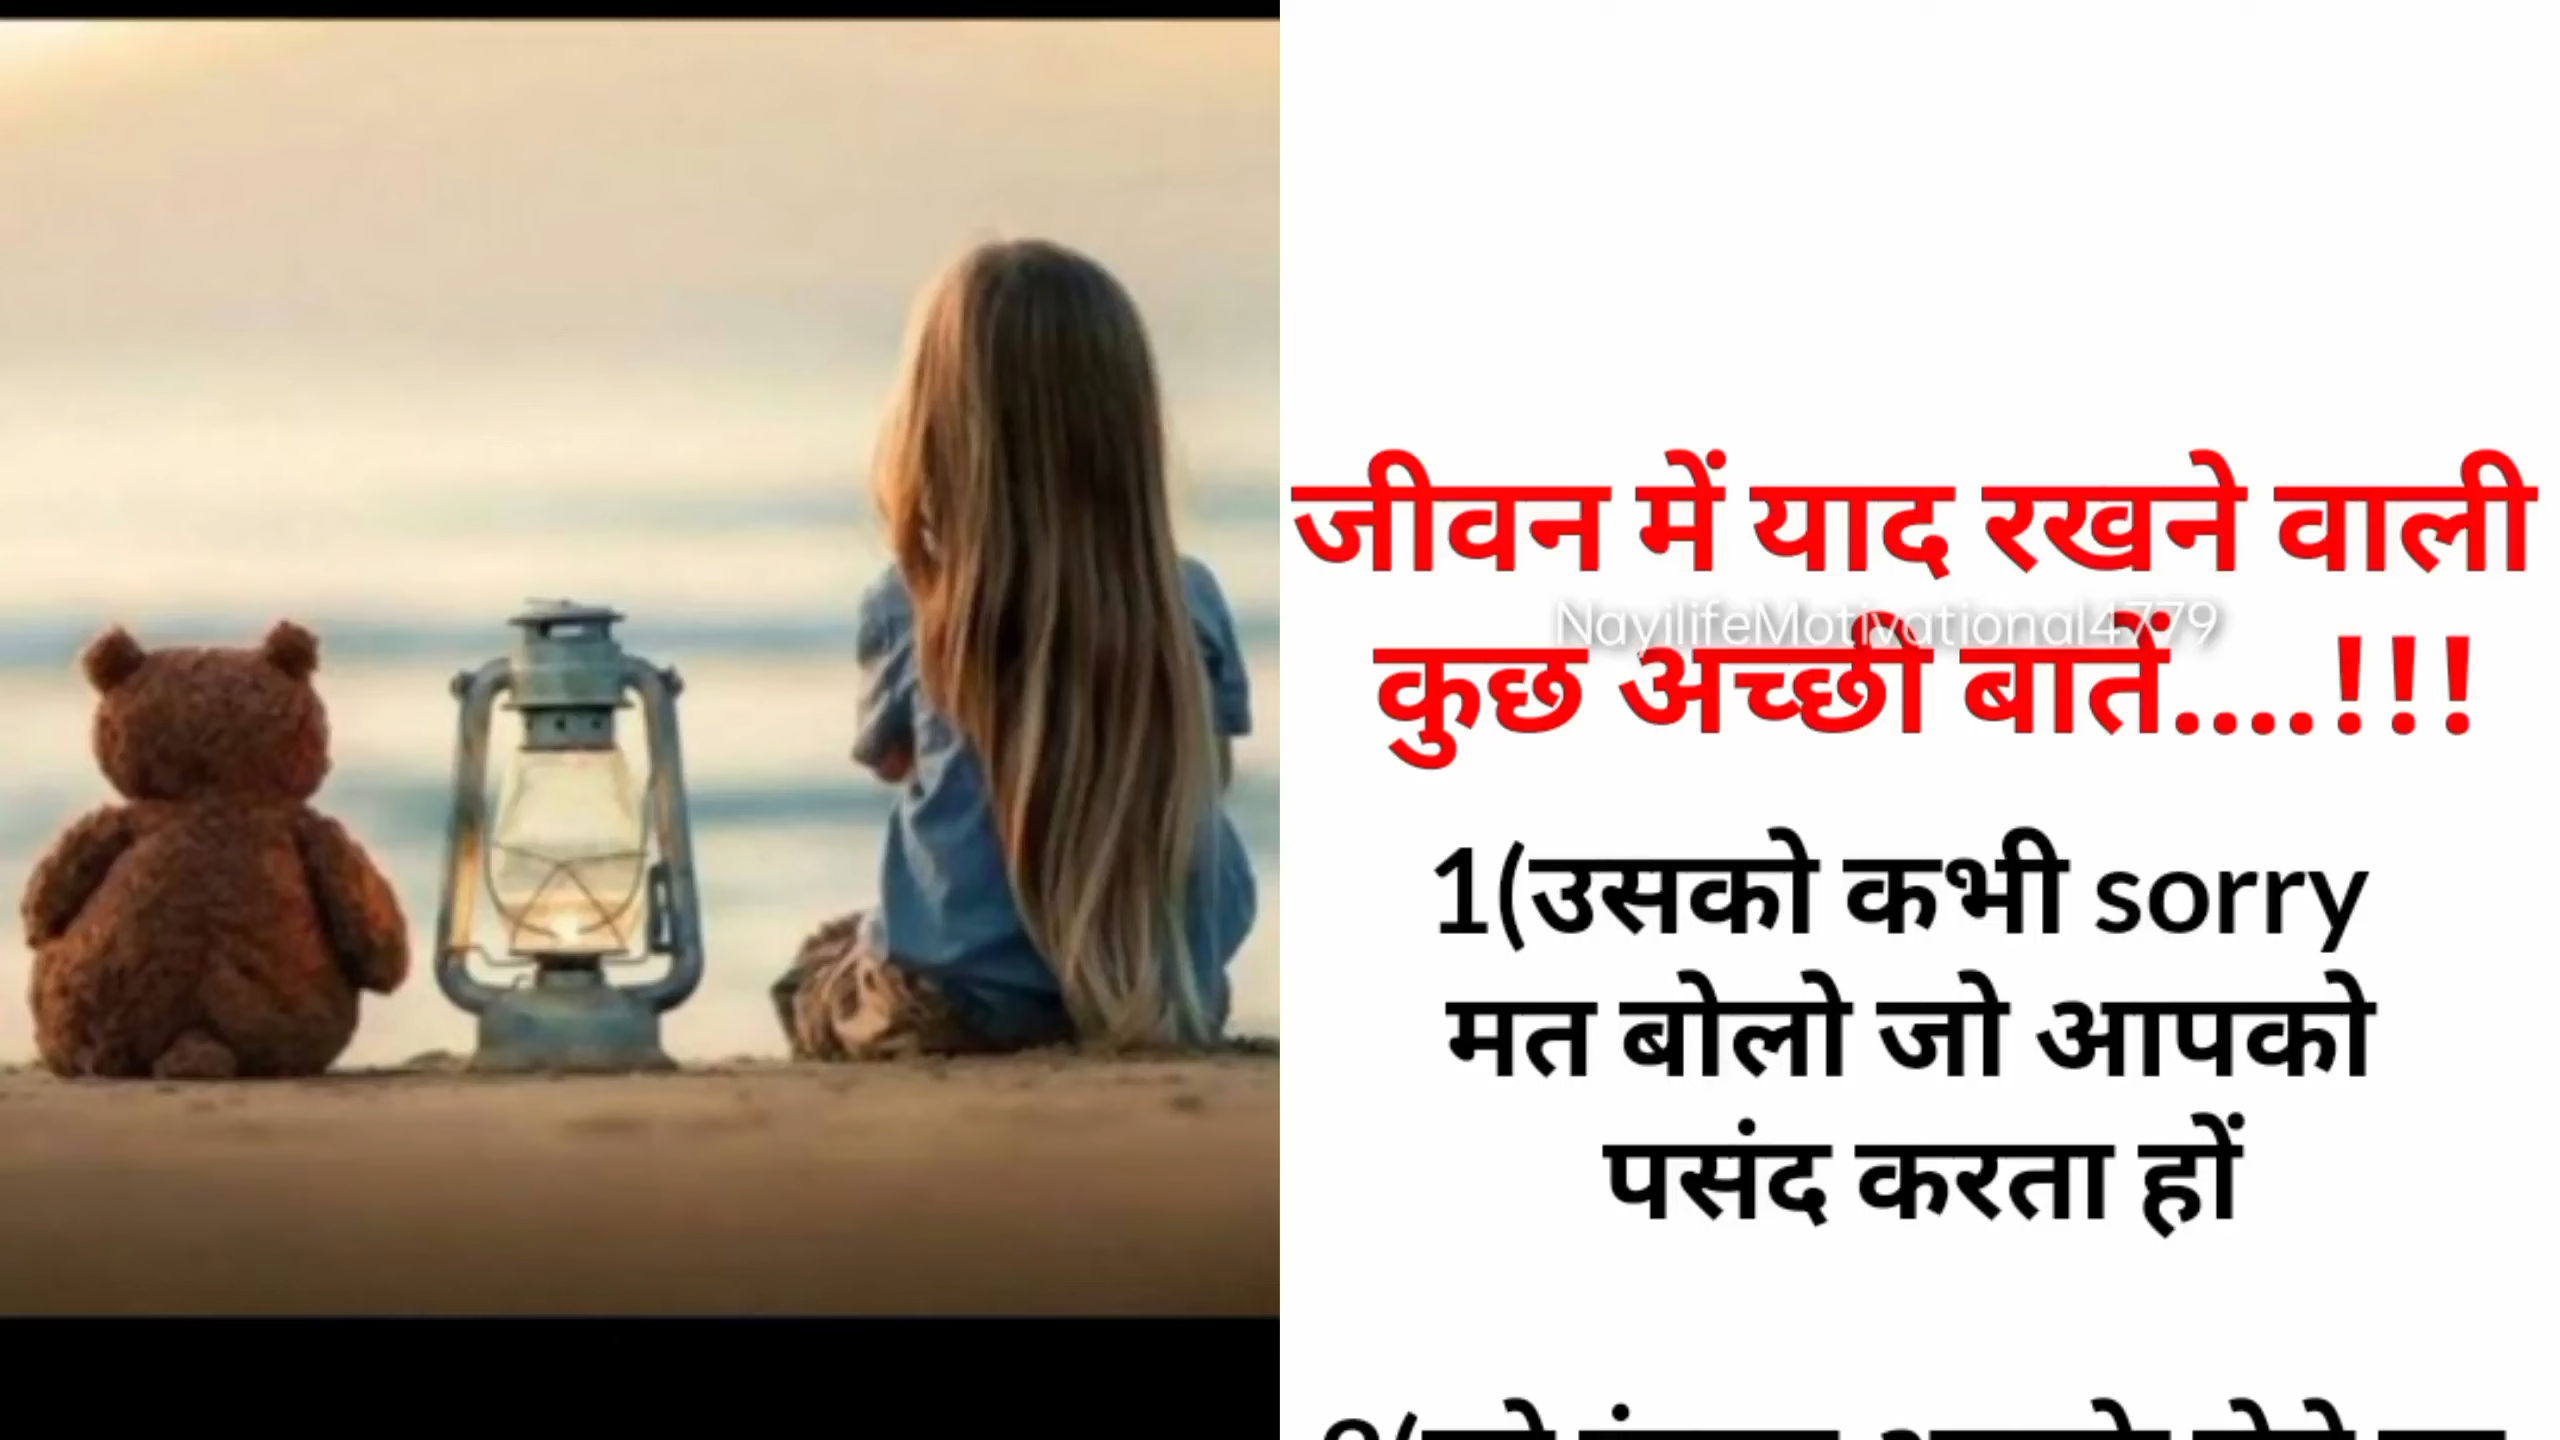 जीवन में याद रखने वाली
NayilifeMotivational4779
कुछ अच्छी बातें....!!!
1(उसको कभी sorry
मत बोलो जो आपको
पसंद करता हों